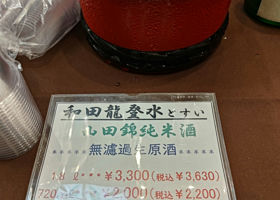 和田龍登水とすい
山田錦純米酒
無濾過生原酒
1.8ℓ・・・¥3,300(税込¥3,630)
720 ¥2,000(税込¥2,200)